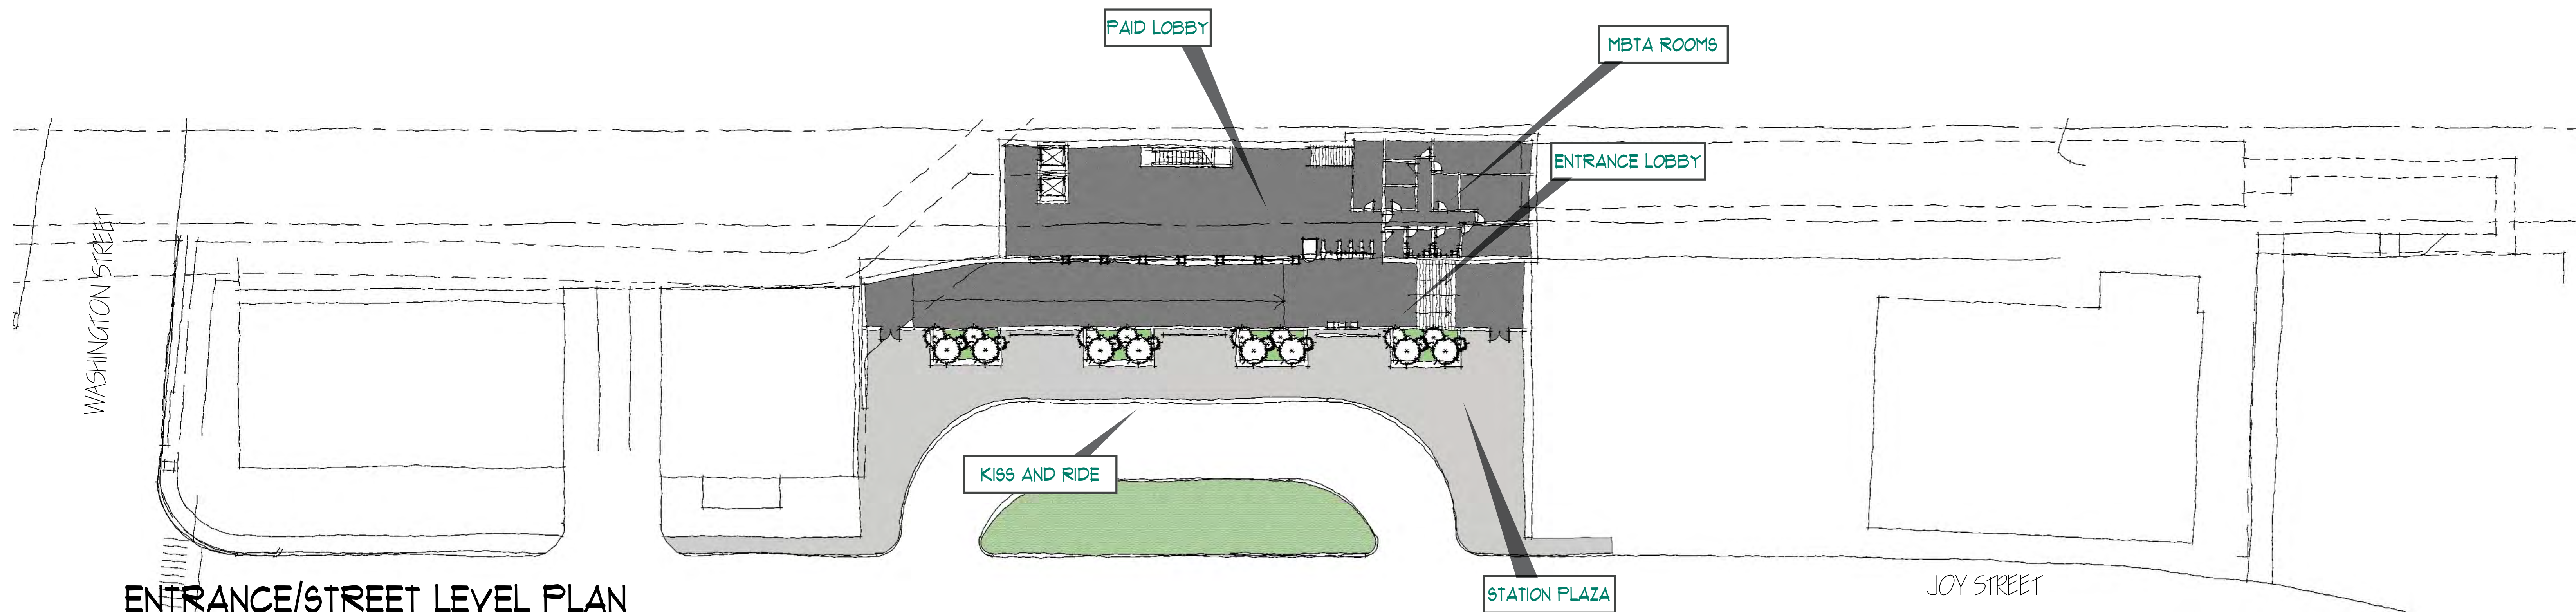 PAID LOBBY
MBTA ROOMS
ENTRANCE LOBBY
WASHINGTON STREET
KISS AND RIDE
STATION PLAZA
JOY STREET
ENTRANCE/STREET LEVEL PLAN